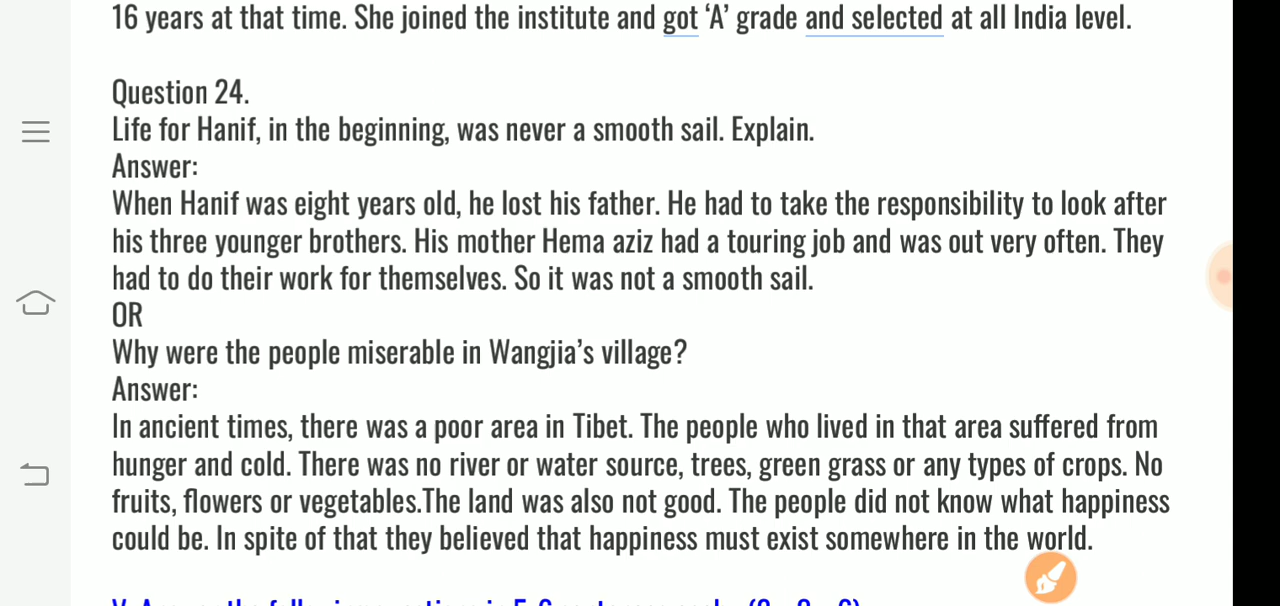 16 years at that time. She joined the institute and got ‘A’ grade and selected at all India level.
Question 24.
Life for Hanif, in the beginning, was never a smooth sail. Explain.
Answer:
When Hanif was eight years old, he lost his father. He had to take the responsibility to look after
his three younger brothers. His mother Hema aziz had a touring job and was out very often. They
had to do their work for themselves. So it was not a smooth sail.
OR
Why were the people miserable in Wangjia’s village?
Answer:
In ancient times, there was a poor area in Tibet. The people who lived in that area suffered from
hunger and cold. There was no river or water source, trees, green grass or any types of crops. No
fruits, flowers or vegetables.The land was also not good. The people did not know what happiness
could be. In spite of that they believed that happiness must exist somewhere in the world.